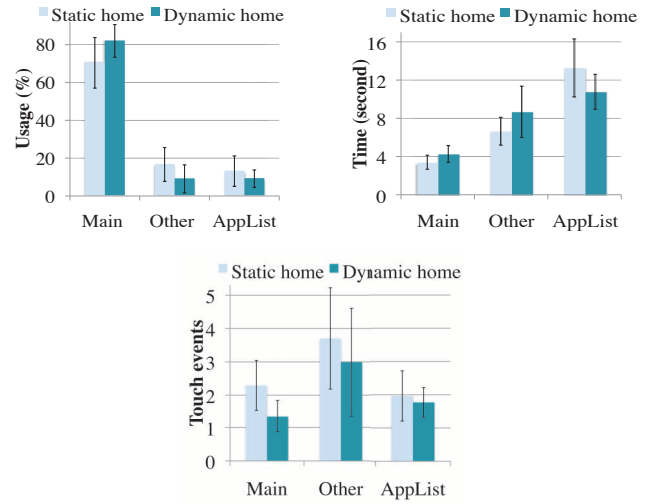 Static home Dynamic home
Usage (%)
80
60
40
20
0
Main Other AppList
Static home Dynamic home
Time (second)
16
12
8
4
0
Main Other AppList
Static home Dynamic home
Touch events
5
4
3
2
1
0
Main Other AppList